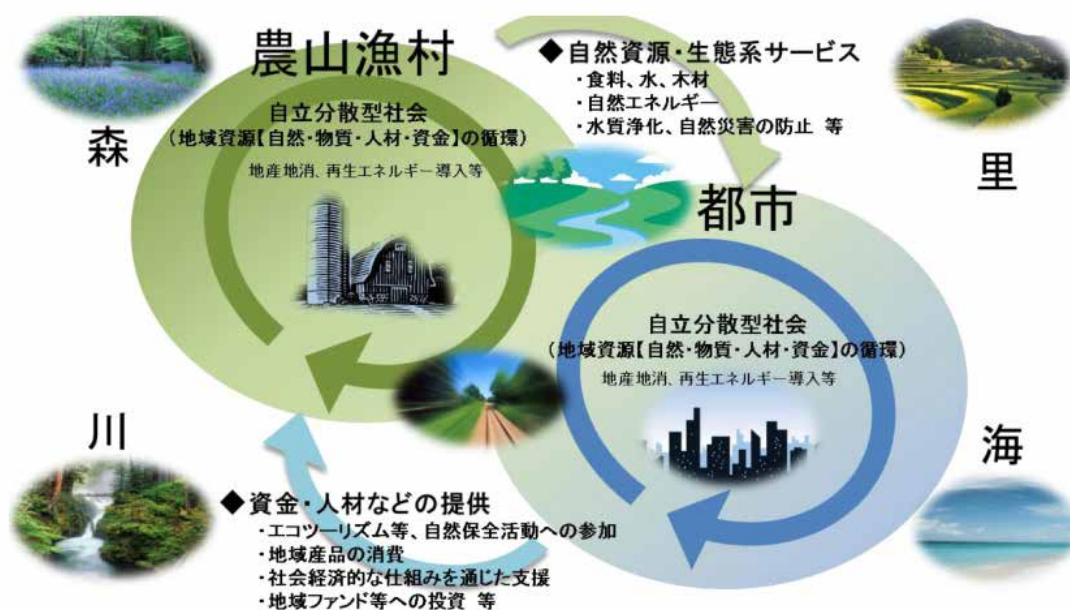 農山漁村
自立分散型社会
(地域資源【自然・物質・人材・資金】の循環)
地産地消、再生エネルギー導入等
森
◆自然資源・生態系サービス
・食料、水、木材
・自然エネルギー
・水質浄化、自然災害の防止 等
里
都市
自立分散型社会
(地域資源【自然・物質・人材・資金】の循環)
地産地消、再生エネルギー導入等
川
◆資金・人材などの提供
・エコツーリズム等、自然保全活動への参加
・地域産品の消費
・社会経済的な仕組みを通じた支援
・地域ファンド等への投資 等
海